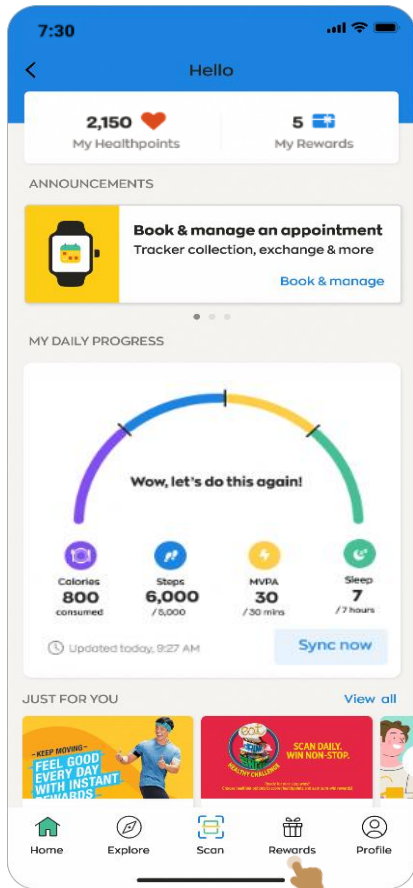 7:30
Hello
2,150
My Healthpoints
5
My Rewards
ANNOUNCEMENTS
Book & manage an appointment
Tracker collection, exchange & more
Book & manage
MY DAILY PROGRESS
Wow, let's do this again!
Calories
800
consumed
Steps
6,000
/5,000
MVPA
30
/30 mins
Sleep
7
/7 hours
Updated today, 9:27 AM
Sync now
JUST FOR YOU
View all
-KEEP MOVING-
FEEL GOOD
EVERY DAY
WITH INSTANT
REWARDS
HEALTHY CHALLENGE
SCAN DAILY.
WIN NON-STOP.
Home
Explore
Scan
Rewards
Profile